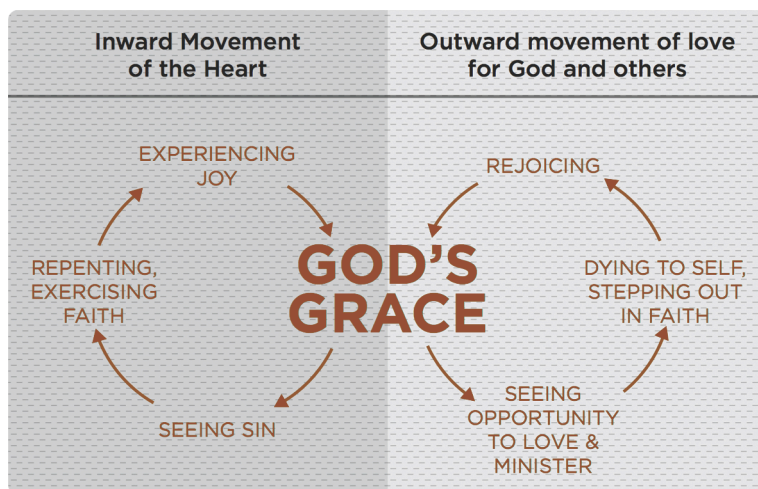 Inward Movement
of the Heart
Outward movement of love
for God and others
EXPERIENCING
JOY
REPENTING,
EXERCISING
FAITH
SEEING SIN
GOD'S
GRACE
REJOICING
DYING TO SELF,
STEPPING OUT
IN FAITH
SEEING
OPPORTUNITY
TO LOVE &
MINISTER